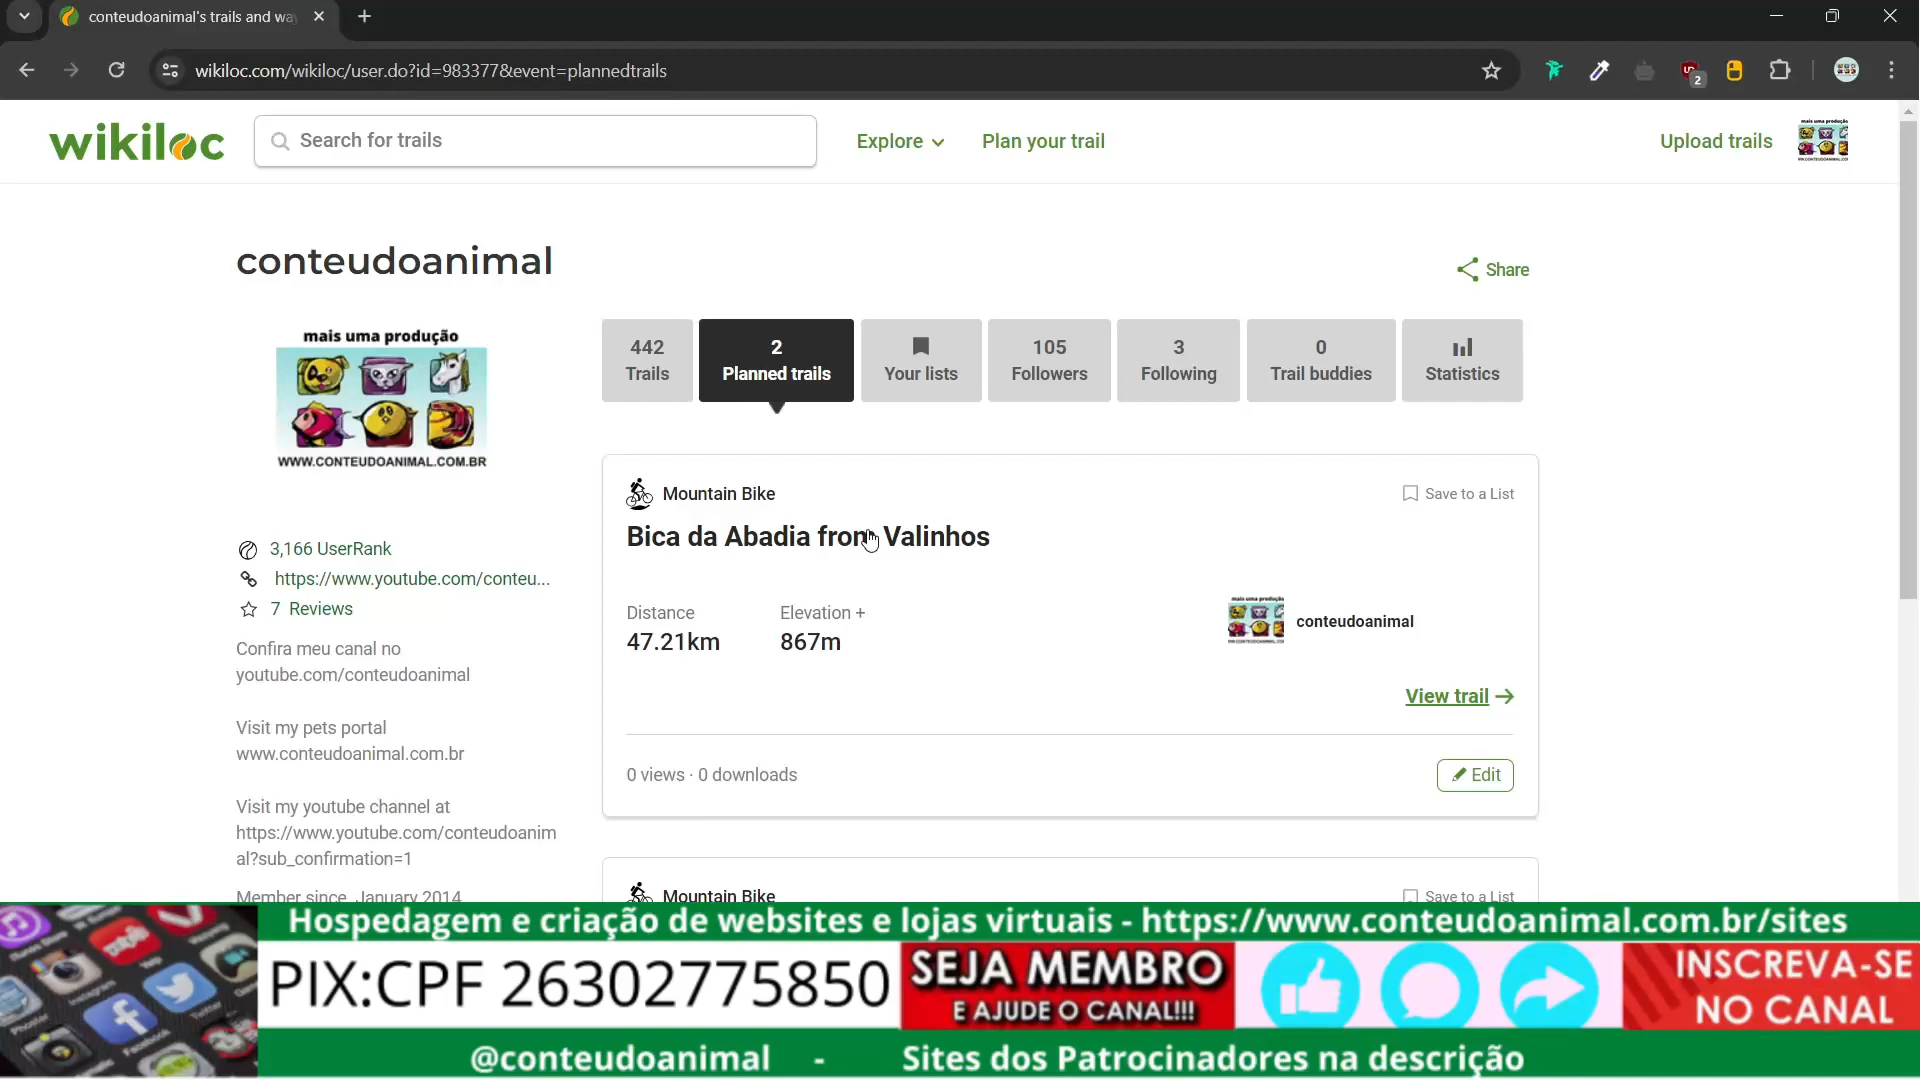 conteudoanimal's trails and wa
wikiloc.com/wikiloc/user.do?id=983377&event=plannedtrails
2
wikiloc
Search for trails
Explore
Plan your trail
Upload trails
conteudoanimal
Share
mais uma produção
WWW.CONTEUDOANIMAL.COM.BR
442
Trails
2
Planned trails
Your lists
105
Followers
3
Following
0
Trail buddies
Statistics
Mountain Bike
Save to a List
Bica da Abadia from Valinhos
Distance
47.21km
Elevation +
867m
conteudoanimal
View trail
0 views · 0 downloads
Edit
3,166 UserRank
https://www.youtube.com/conteu...
7 Reviews
Confira meu canal no
youtube.com/conteudoanimal
Visit my pets portal
www.conteudoanimal.com.br
Visit my youtube channel at
https://www.youtube.com/conteudoanim
al?sub_confirmation=1
Member since January 2014
Mountain Bike
Save to a List
Hospedagem e criação de websites e lojas virtuais - https://www.conteudoanimal.com.br/sites
PIX:CPF 26302775850
SEJA MEMBRO
E AJUDE O CANAL!!!
INSCREVA-SE
NO CANAL
@conteudoanimal - Sites dos Patrocinadores na descrição